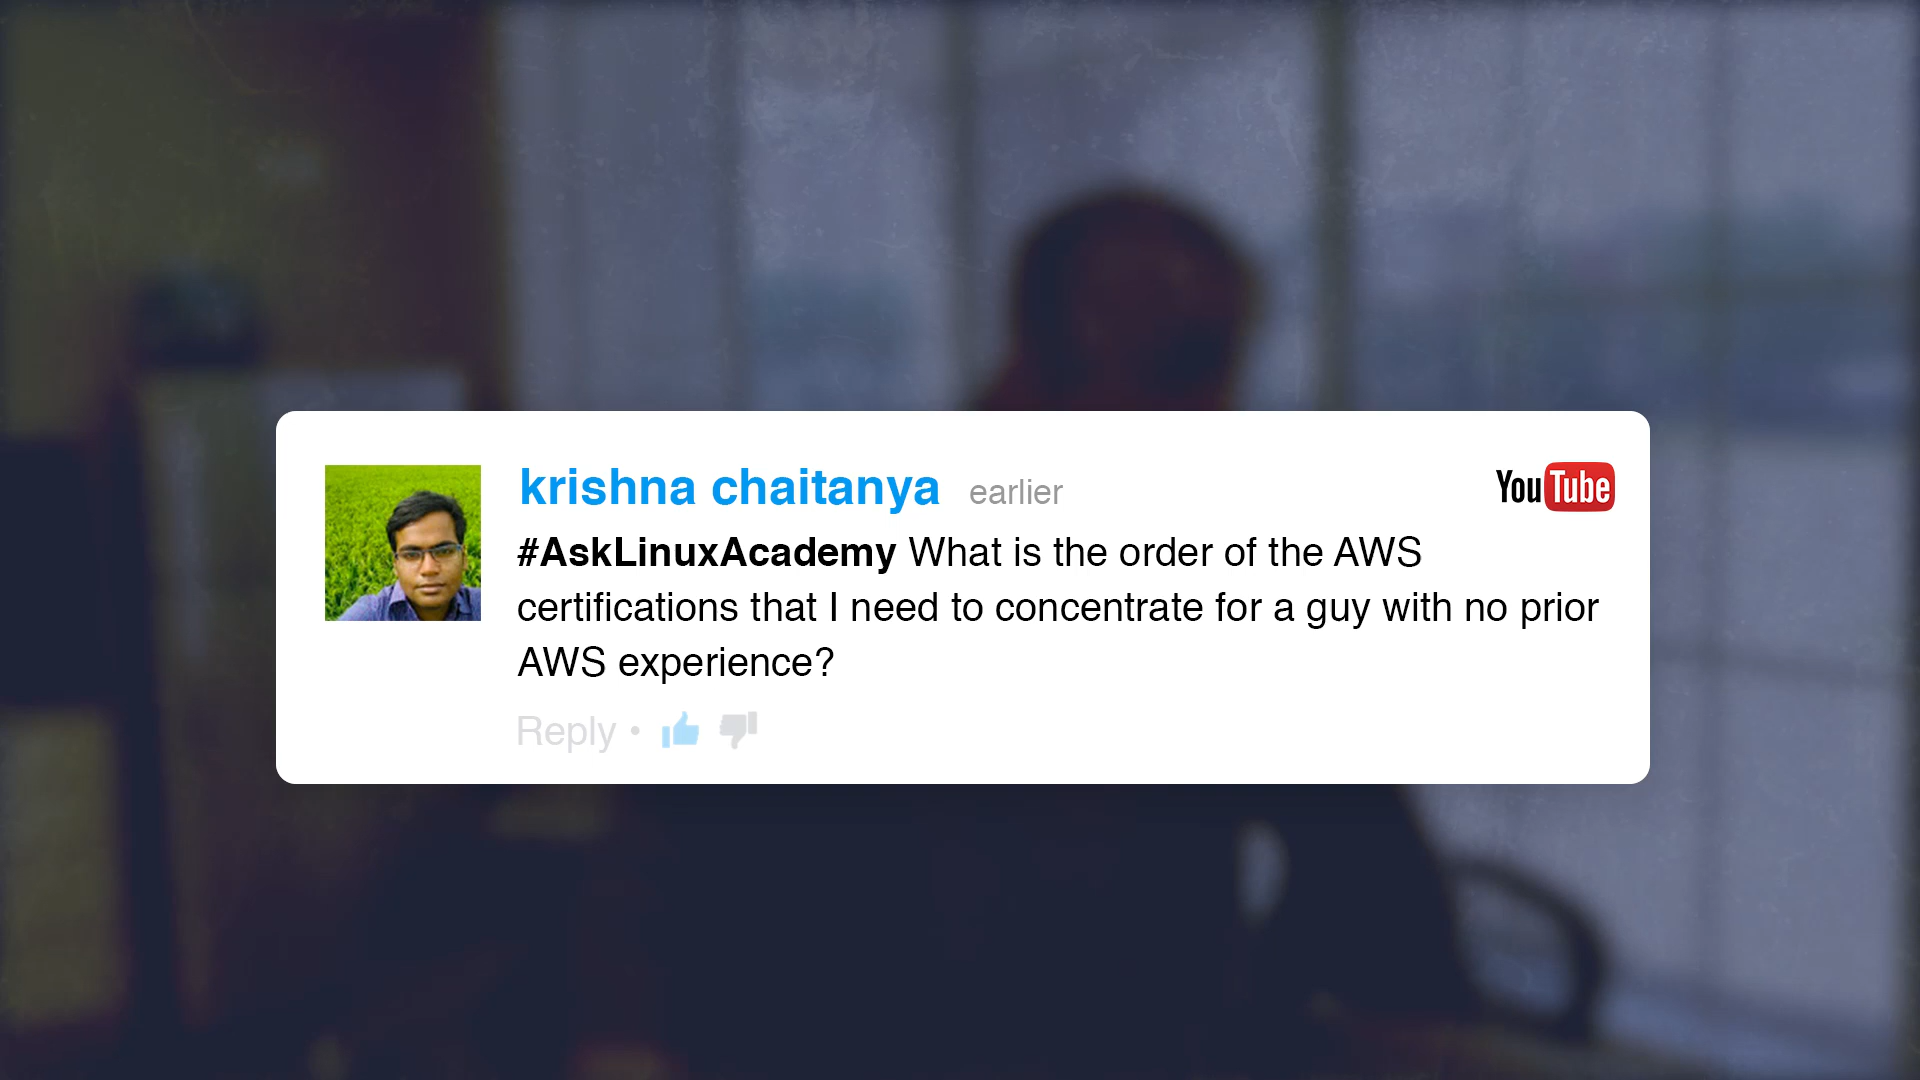 krishna chaitanya earlier
YouTube
#AskLinuxAcademy What is the order of the AWS
certifications that I need to concentrate for a guy with no prior
AWS experience?
Reply •